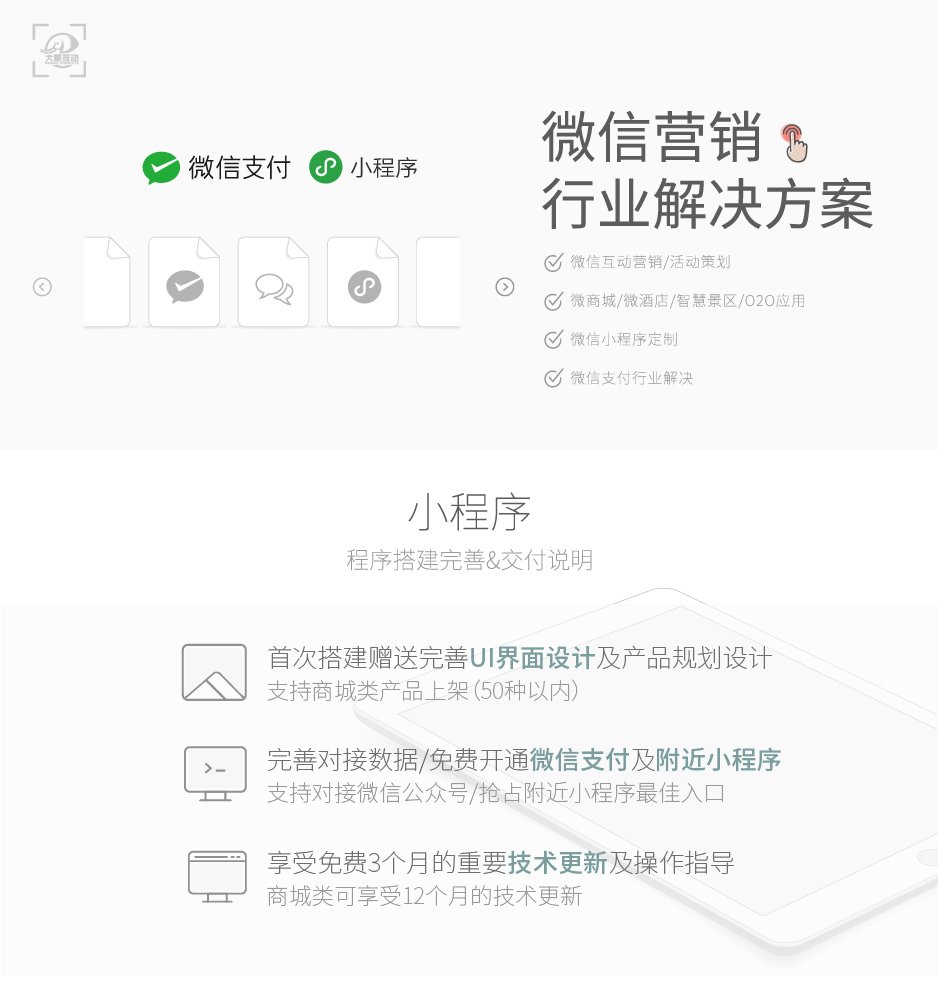 大象互动
微信支付
小程序
微信营销
行业解决方案
微信互动营销/活动策划
微商城/微酒店/智慧景区/O2O应用
微信小程序定制
微信支付行业解决
小程序
程序搭建完善&交付说明
首次搭建赠送完善UI界面设计及产品规划设计
支持商城类产品上架(50种以内)
完善对接数据/免费开通微信支付及附近小程序
支持对接微信公众号/抢占附近小程序最佳入口
享受免费3个月的重要技术更新及操作指导
商城类可享受12个月的技术更新